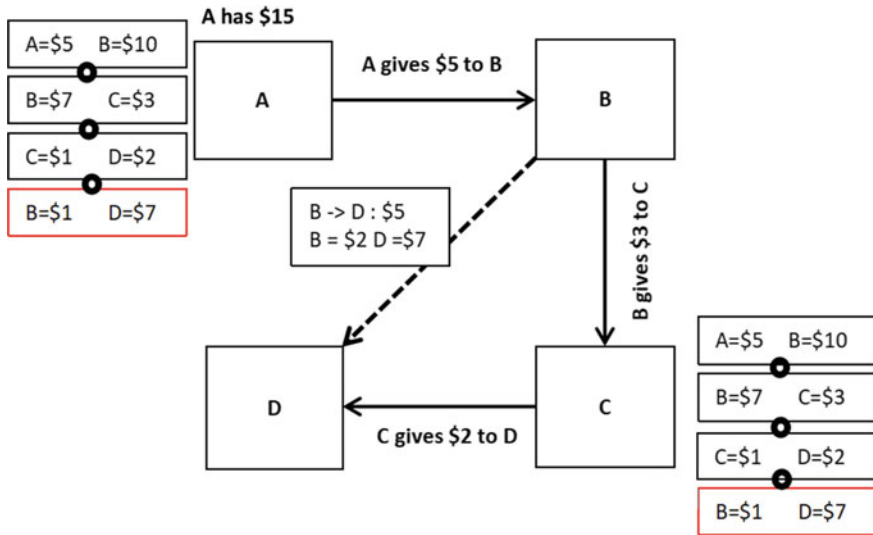 A has $15
A=$5 B=$10
B=$7 C=$3
C=$1 D=$2
B=$1 D=$7
A
A gives $5 to B
B
B -> D : $5
B = $2 D =$7
B gives $3 to C
D
C gives $2 to D
C
A=$5 B=$10
B=$7 C=$3
C=$1 D=$2
B=$1 D=$7